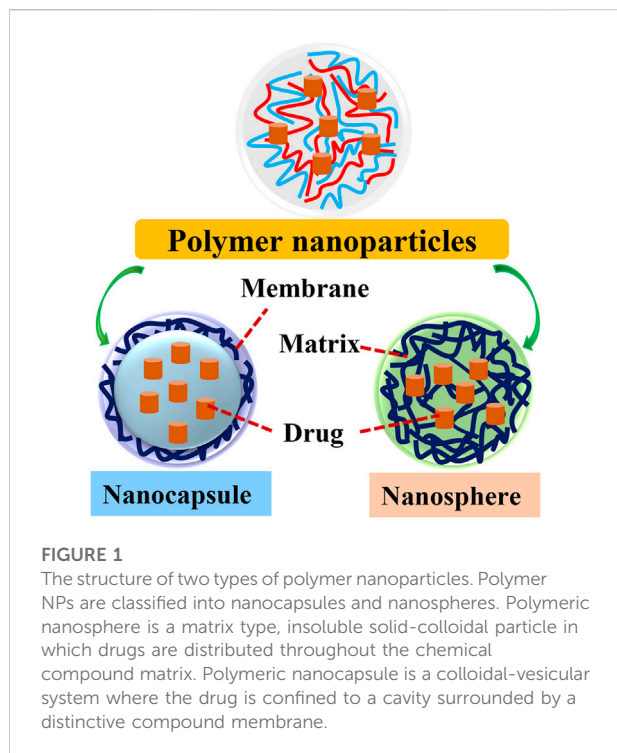 Polymer nanoparticles
Membrane
Matrix
Drug
Nanocapsule
Nanosphere
FIGURE 1
The structure of two types of polymer nanoparticles. Polymer
NPs are classified into nanocapsules and nanospheres. Polymeric
nanosphere is a matrix type, insoluble solid-colloidal particle in
which drugs are distributed throughout the chemical
compound matrix. Polymeric nanocapsule is a colloidal-vesicular
system where the drug is confined to a cavity surrounded by a
distinctive compound membrane.